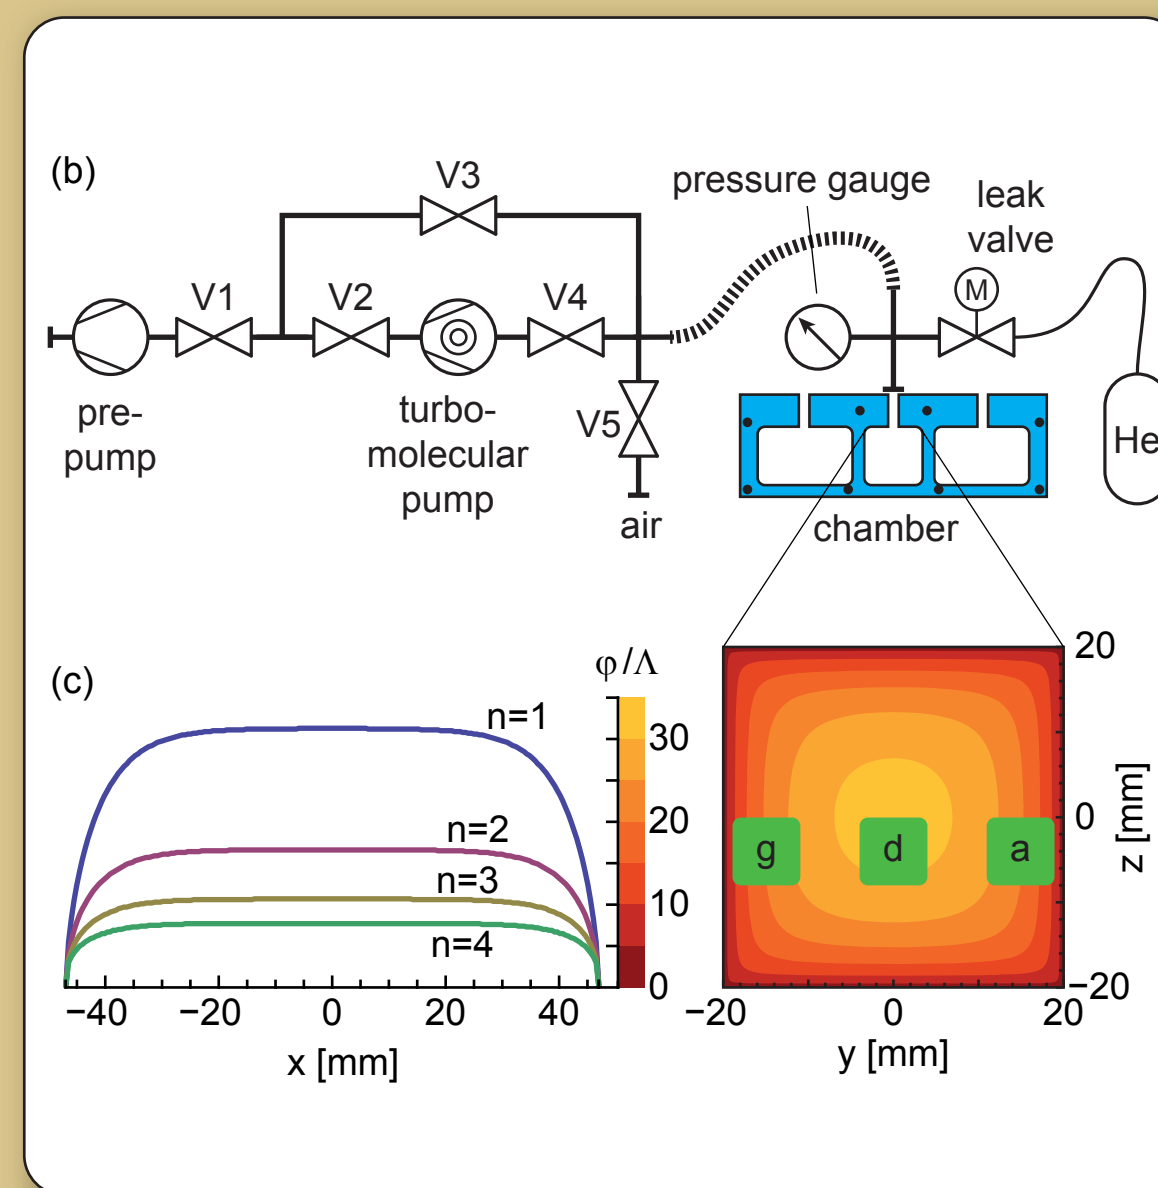 (b)
V3
pressure gauge
leak
valve
M
V1
V2
V4
V5
pre-
pump
turbo-
molecular
pump
air
chamber
He
(c)
φ/Λ
n=1
n=2
n=3
n=4
30
20
10
0
−40
−20
0
20
40
x [mm]
g
d
a
20
0
−20
z [mm]
−20
0
20
y [mm]